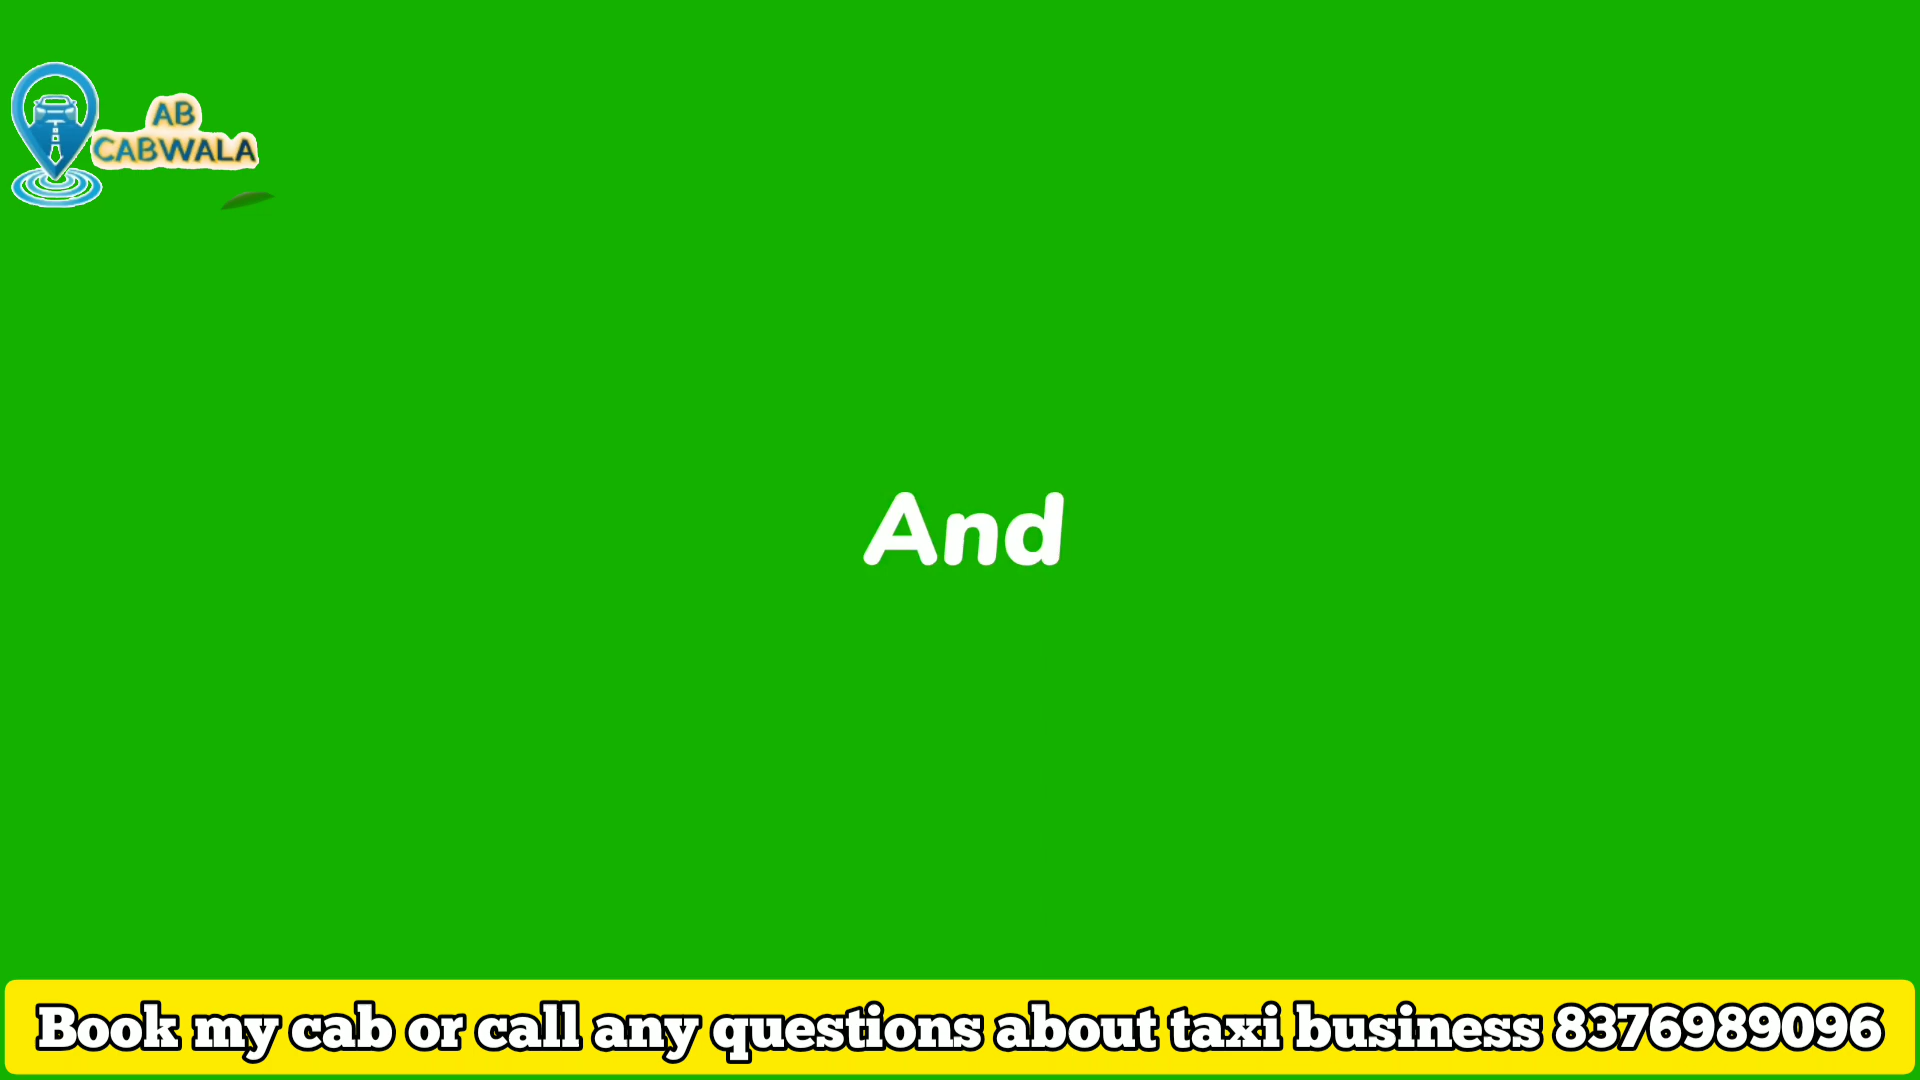 AB
CABWALA
And
Book my cab or call any questions about taxi business 8376989096